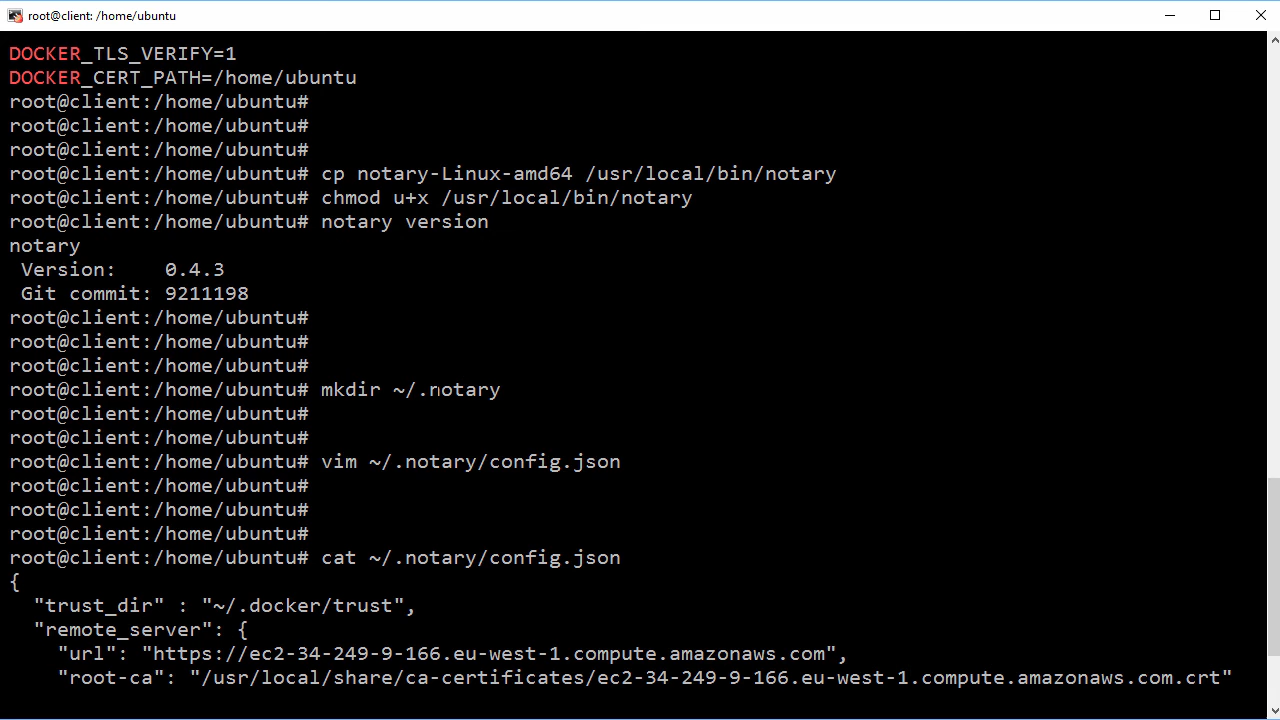 root@client: /home/ubuntu
DOCKER_TLS_VERIFY=1
DOCKER_CERT_PATH=/home/ubuntu
root@client:/home/ubuntu#
root@client:/home/ubuntu#
root@client:/home/ubuntu#
root@client:/home/ubuntu# cp notary-Linux-amd64 /usr/local/bin/notary
root@client:/home/ubuntu# chmod u+x /usr/local/bin/notary
root@client:/home/ubuntu# notary version
notary
 Version:    0.4.3
 Git commit: 9211198
root@client:/home/ubuntu#
root@client:/home/ubuntu#
root@client:/home/ubuntu#
root@client:/home/ubuntu# mkdir ~/.notary
root@client:/home/ubuntu#
root@client:/home/ubuntu#
root@client:/home/ubuntu# vim ~/.notary/config.json
root@client:/home/ubuntu#
root@client:/home/ubuntu#
root@client:/home/ubuntu#
root@client:/home/ubuntu# cat ~/.notary/config.json
{
  "trust_dir" : "~/.docker/trust",
  "remote_server": {
    "url": "https://ec2-34-249-9-166.eu-west-1.compute.amazonaws.com",
    "root-ca": "/usr/local/share/ca-certificates/ec2-34-249-9-166.eu-west-1.compute.amazonaws.com.crt"